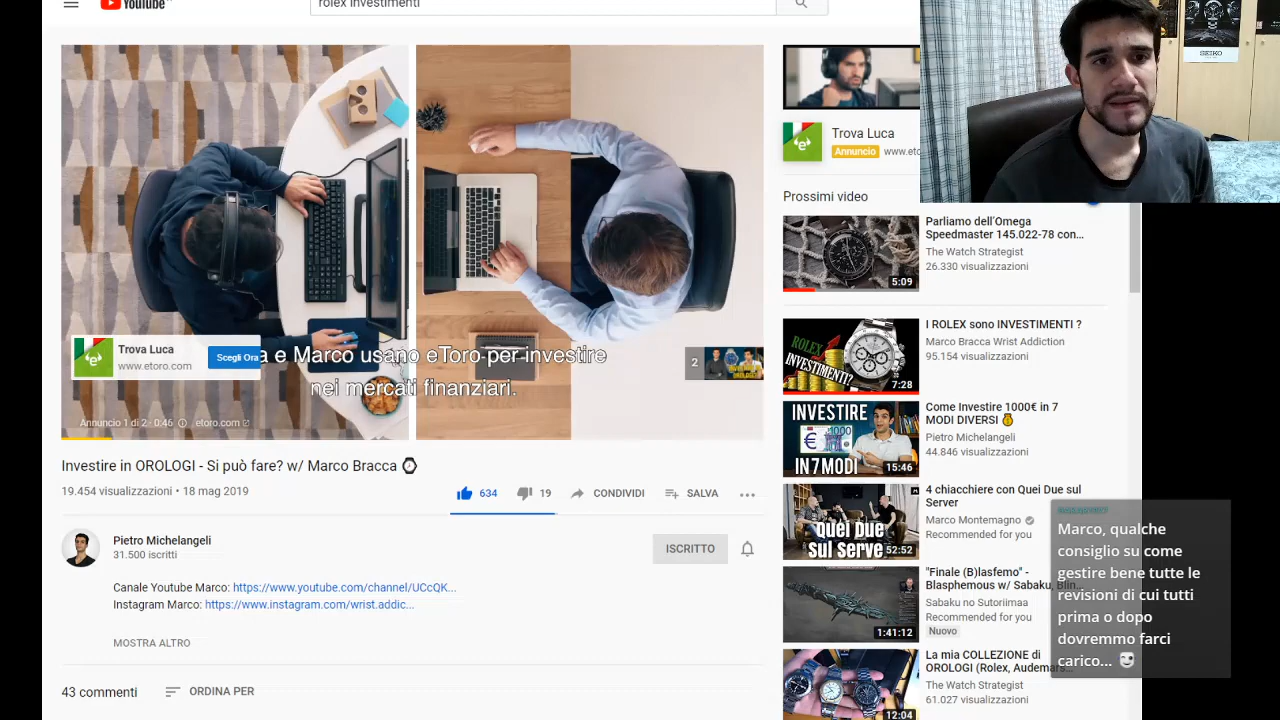 YouTube
rolex investimenti
SEIKO
Trova Luca
www.etoro.com
Scegli Ora
a e Marco usano eToro per investire
nei mercati finanziari.
2
Annuncio 1 di 2 · 0:46
etoro.com
Investire in OROLOGI - Si può fare? w/ Marco Bracca
19.454 visualizzazioni • 18 mag 2019
634
19
CONDIVIDI
SALVA
Pietro Michelangeli
31.500 iscritti
ISCRITTO
Canale Youtube Marco: https://www.youtube.com/channel/UCcQK...
Instagram Marco: https://www.instagram.com/wrist.addic...
MOSTRA ALTRO
43 commenti
ORDINA PER
Trova Luca
Annuncio
Prossimi video
5:09
Parliamo dell'Omega
Speedmaster 145.022-78 con...
The Watch Strategist
26.330 visualizzazioni
ROLEX
INVESTIMENTI?
7:28
I ROLEX sono INVESTIMENTI ?
Marco Bracca Wrist Addiction
95.154 visualizzazioni
INVESTIRE
1000€
IN 7 MODI
15:46
Come Investire 1000€ in 7
MODI DIVERSI
Pietro Michelangeli
44.846 visualizzazioni
QUEI DUE
SUL SERVER
52:52
4 chiacchiere con Quei Due sul
Server
Marco Montemagno
Recommended for you
1:41:12
"Finale (B)lasfemo" -
Blasphemous w/ Sabaku,
Sabaku no Sutoriimaa
Recommended for you
Nuovo
12:04
La mia COLLEZIONE di
OROLOGI (Rolex, Audemars
The Watch Strategist
61.027 visualizzazioni
Marco, qualche
consiglio su come
gestire bene tutte le
revisioni di cui tutti
prima o dopo
dovremmo farci
carico...